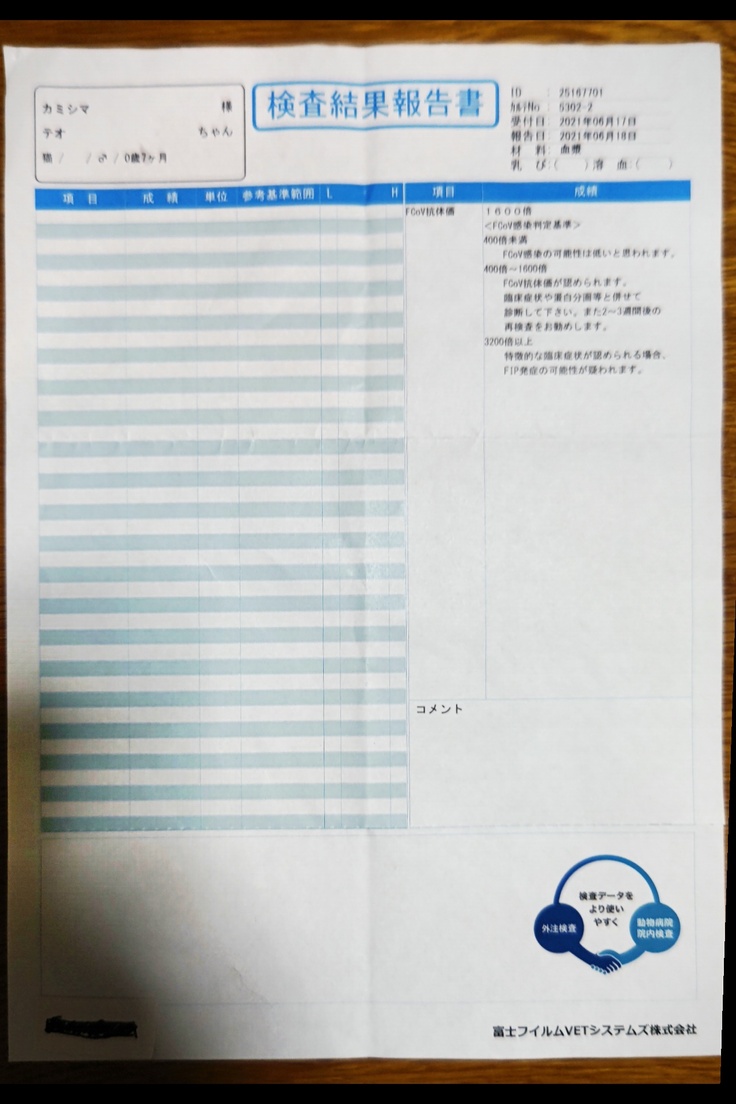 検査結果報告書
カミシマ 様
テオ ちゃん
猫 / / ♂ / 0歳7ヶ月
ID : 25167701
ｶﾙﾃNo : 5302-2
受付日 : 2021年06月17日
報告日 : 2021年06月18日
材 料 : 血漿
乳 び :( ) 溶 血 :( )
項 目 成 績 単位 参考基準範囲 L H 項目 成績
FCoV抗体価 1600倍
<FCoV感染判定基準>
400倍未満
FCoV感染の可能性は低いと思われます。
400倍～1600倍
FCoV抗体価が認められます。
臨床症状や蛋白分画等と併せて
診断して下さい。また2～3週間後の
再検査をお勧めします。
3200倍以上
特徴的な臨床症状が認められる場合、
FIP発症の可能性が疑われます。
コメント
検査データを
より使い
やすく
外注検査
動物病院
院内検査
富士フイルムVETシステムズ株式会社